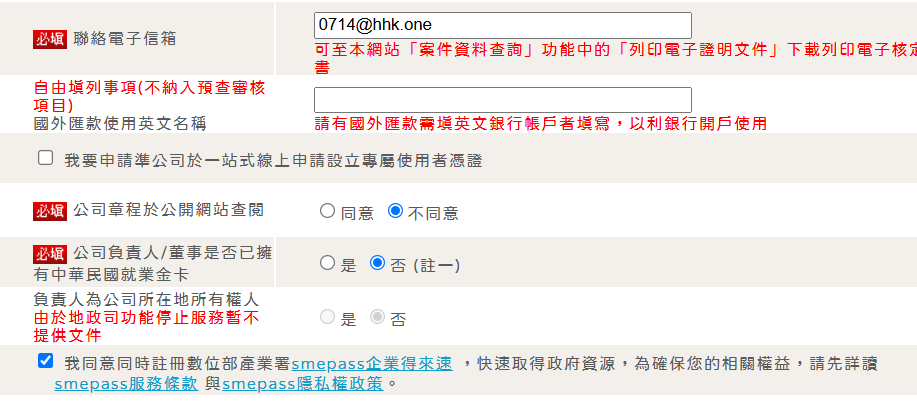 必填 聯絡電子信箱
0714@hhk.one
可至本網站「案件資料查詢」功能中的「列印電子證明文件」下載列印電子核定
書
自由填列事項(不納入預查審核
項目)
國外匯款使用英文名稱
請有國外匯款需填英文銀行帳戶者填寫，以利銀行開戶使用
我要申請準公司於一站式線上申請設立專屬使用者憑證
必填 公司章程於公開網站查閱
同意 不同意
必填 公司負責人/董事是否已擁
有中華民國就業金卡
是 否 (註一)
負責人為公司所在地所有權人
由於地政司功能停止服務暫不
提供文件
是 否
我同意同時註冊數位部產業署smepass企業得來速 ，快速取得政府資源，為確保您的相關權益，請先詳讀
smepass服務條款 與smepass隱私權政策。